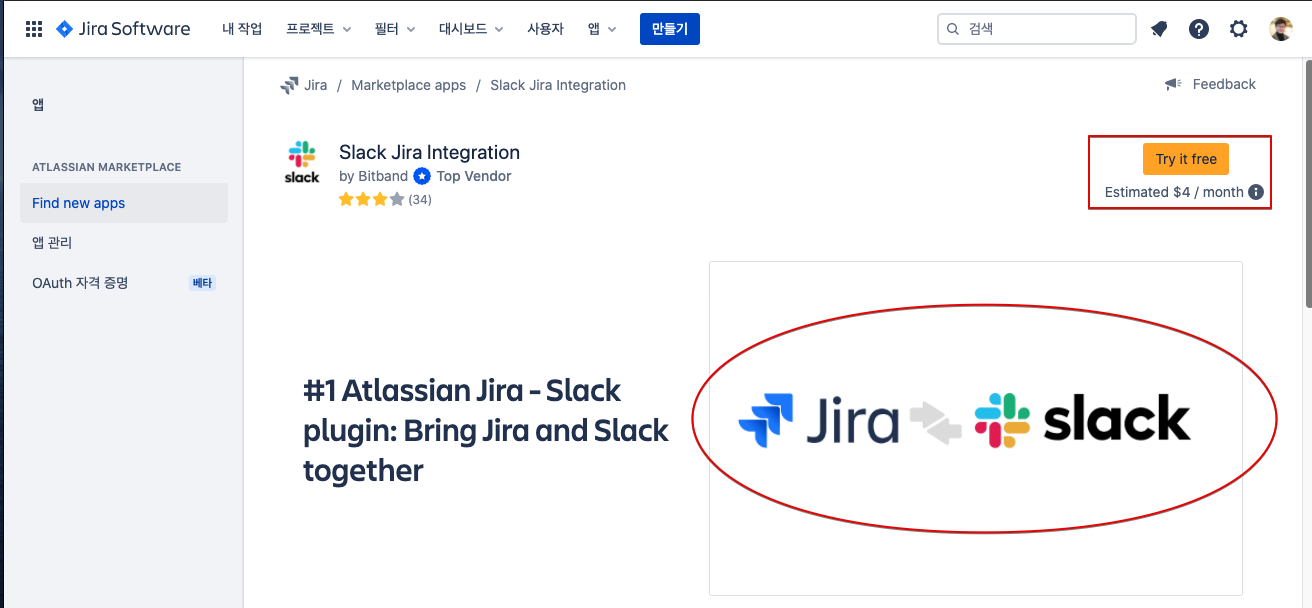 Jira Software 내 작업 프로젝트 필터 대시보드 사용자 앱 만들기 검색
앱
ATLASSIAN MARKETPLACE
Find new apps
앱 관리
OAuth 자격 증명 베타
Jira / Marketplace apps / Slack Jira Integration
Feedback
slack
Slack Jira Integration
by Bitband Top Vendor
(34)
Try it free
Estimated $4 / month
#1 Atlassian Jira - Slack
plugin: Bring Jira and Slack
together
Jira slack